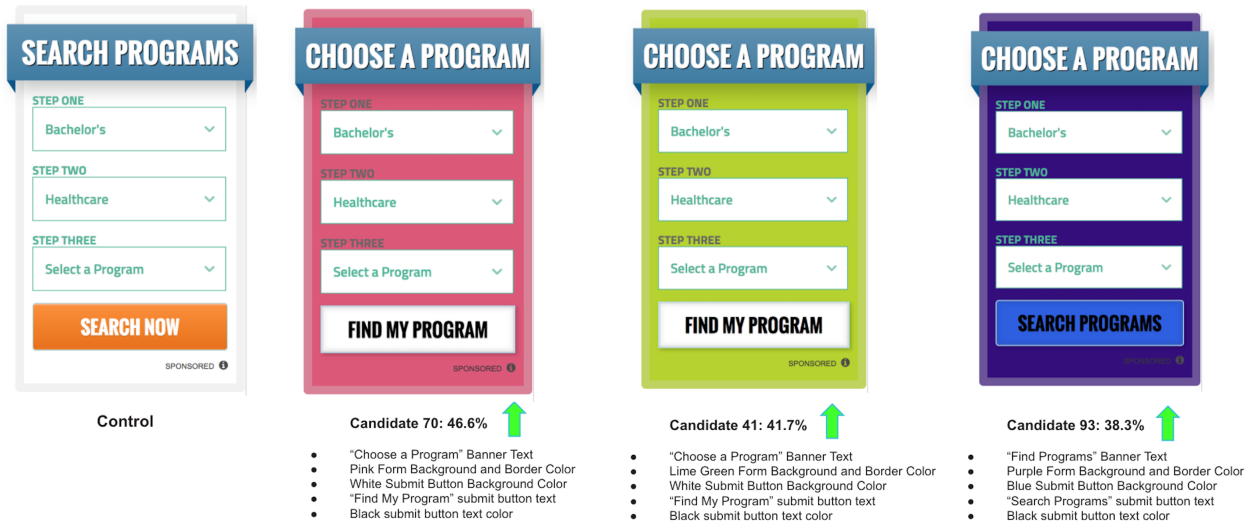 SEARCH PROGRAMS
STEP ONE
Bachelor's
STEP TWO
Healthcare
STEP THREE
Select a Program
SEARCH NOW
SPONSORED
Control
CHOOSE A PROGRAM
STEP ONE
Bachelor's
STEP TWO
Healthcare
STEP THREE
Select a Program
FIND MY PROGRAM
SPONSORED
Candidate 70: 46.6%
● “Choose a Program” Banner Text
● Pink Form Background and Border Color
● White Submit Button Background Color
● “Find My Program” submit button text
● Black submit button text color
CHOOSE A PROGRAM
STEP ONE
Bachelor's
STEP TWO
Healthcare
STEP THREE
Select a Program
FIND MY PROGRAM
SPONSORED
Candidate 41: 41.7%
● “Choose a Program” Banner Text
● Lime Green Form Background and Border Color
● White Submit Button Background Color
● “Find My Program” submit button text
● Black submit button text color
CHOOSE A PROGRAM
STEP ONE
Bachelor's
STEP TWO
Healthcare
STEP THREE
Select a Program
SEARCH PROGRAMS
SPONSORED
Candidate 93: 38.3%
● “Find Programs” Banner Text
● Purple Form Background and Border Color
● Blue Submit Button Background Color
● “Search Programs” submit button text
● Black submit button text color